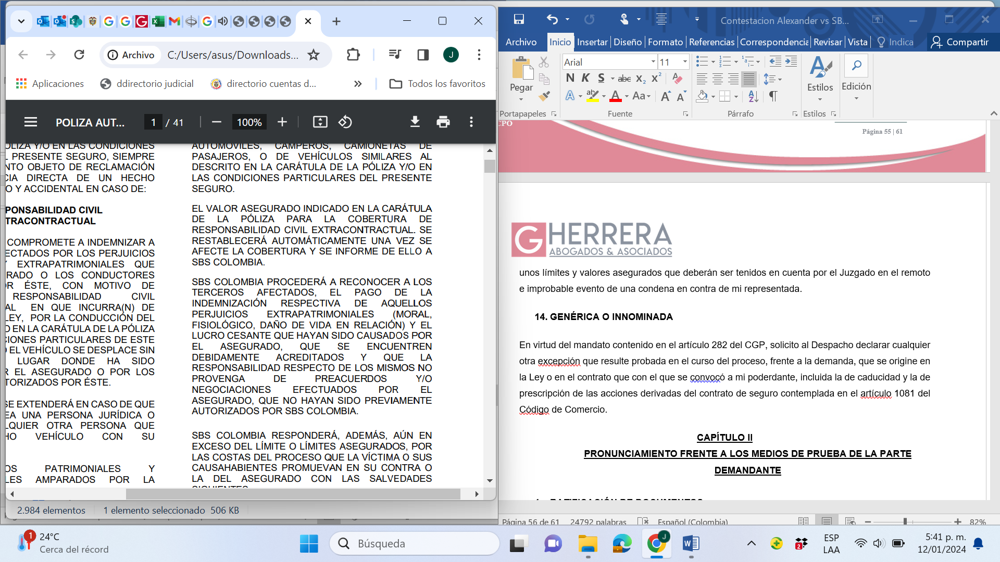 Archivo
C:/Users/asus/Downloads...
J
Aplicaciones
ddirectorio judicial
directorio cuentas d...
Todos los favoritos
POLIZA AUT...
1 / 41
100%
OLIZA Y/O EN LAS CONDICIONES
L PRESENTE SEGURO, SIEMPRE
NTO OBJETO DE RECLAMACIÓN
CIA DIRECTA DE UN HECHO
O Y ACCIDENTAL EN CASO DE:
PONSABILIDAD CIVIL
TRACONTRACTUAL
COMPROMETE A INDEMNIZAR A
ECTADOS POR LOS PERJUICIOS
Y EXTRAPATRIMONIALES QUE
RADO O LOS CONDUCTORES
OR ÉSTE, CON MOTIVO DE
RESPONSABILIDAD CIVIL
AL EN QUE INCURRA(N) DE
LEY, POR LA CONDUCCIÓN DEL
O EN LA CARÁTULA DE LA PÓLIZA
CIONES PARTICULARES DE ESTE
O EL VEHÍCULO SE DESPLACE SIN
LUGAR DONDE HA SIDO
R EL ASEGURADO O POR LOS
TORIZADOS POR ÉSTE.
SE EXTENDERÁ EN CASO DE QUE
EA UNA PERSONA JURÍDICA O
LQUIER OTRA PERSONA QUE
HO VEHÍCULO CON SU
OS PATRIMONIALES Y
LES AMPARADOS POR LA
AUTOMÓVILES, CAMPEROS, CAMIONETAS DE
PASAJEROS, O DE VEHÍCULOS SIMILARES AL
DESCRITO EN LA CARÁTULA DE LA PÓLIZA Y/O EN
LAS CONDICIONES PARTICULARES DEL PRESENTE
SEGURO.
EL VALOR ASEGURADO INDICADO EN LA CARÁTULA
DE LA PÓLIZA PARA LA COBERTURA DE
RESPONSABILIDAD CIVIL EXTRACONTRACTUAL. SE
RESTABLECERÁ AUTOMÁTICAMENTE UNA VEZ SE
AFECTE LA COBERTURA Y SE INFORME DE ELLO A
SBS COLOMBIA.
SBS COLOMBIA PROCEDERÁ A RECONOCER A LOS
TERCEROS AFECTADOS, EL PAGO DE LA
INDEMNIZACIÓN RESPECTIVA DE AQUELLOS
PERJUICIOS EXTRAPATRIMONIALES (MORAL,
FISIOLÓGICO, DAÑO DE VIDA EN RELACIÓN) Y EL
LUCRO CESANTE QUE HAYAN SIDO CAUSADOS POR
EL ASEGURADO, QUE SE ENCUENTREN
DEBIDAMENTE ACREDITADOS Y QUE LA
RESPONSABILIDAD RESPECTO DE LOS MISMOS NO
PROVENGA DE PREACUERDOS Y/O
NEGOCIACIONES EFECTUADOS POR EL
ASEGURADO, QUE NO HAYAN SIDO PREVIAMENTE
AUTORIZADOS POR SBS COLOMBIA.
SBS COLOMBIA RESPONDERÁ, ADEMÁS, AÚN EN
EXCESO DEL LÍMITE O LÍMITES ASEGURADOS, POR
LAS COSTAS DEL PROCESO QUE LA VÍCTIMA O SUS
CAUSAHABIENTES PROMUEVAN EN SU CONTRA O
LA DEL ASEGURADO CON LAS SALVEDADES
2.984 elementos
1 elemento seleccionado 506 KB
Contestacion Alexander vs SB...
Archivo Inicio Insertar Diseño Formato Referencias Correspondencia Revisar Vista Indica Compartir
Pegar
Arial 11
N K S abc X₂ X²
Aa
Estilos
Edición
Portapapeles Fuente Párrafo Estilos
CPO
Página 55 | 61
G HERRERA
ABOGADOS & ASOCIADOS
unos límites y valores asegurados que deberán ser tenidos en cuenta por el Juzgado en el remoto
e improbable evento de una condena en contra de mi representada.
14. GENÉRICA O INNOMINADA
En virtud del mandato contenido en el artículo 282 del CGP, solicito al Despacho declarar cualquier
otra excepción que resulte probada en el curso del proceso, frente a la demanda, que se origine en
la Ley o en el contrato que con el que se convocó a mi poderdante, incluida la de caducidad y la de
prescripción de las acciones derivadas del contrato de seguro contemplada en el artículo 1081 del
Código de Comercio.
CAPÍTULO II
PRONUNCIAMIENTO FRENTE A LOS MEDIOS DE PRUEBA DE LA PARTE
DEMANDANTE
Página 56 de 61 24792 palabras Español (Colombia) 82%
1
24°C
Cerca del récord
Búsqueda
J
2
ESP
LAA
5:41 p. m.
12/01/2024